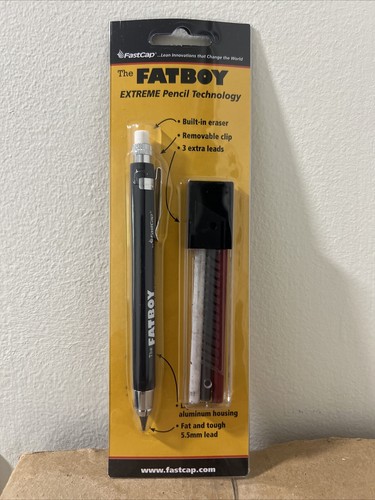 FastCap® ...Lean Innovations that Change the World
The FATBOY
EXTREME Pencil Technology
• Built-in eraser
• Removable clip
• 3 extra leads
FastCap®
The FATBOY
aluminum housing
• Fat and tough
5.5mm lead
www.fastcap.com